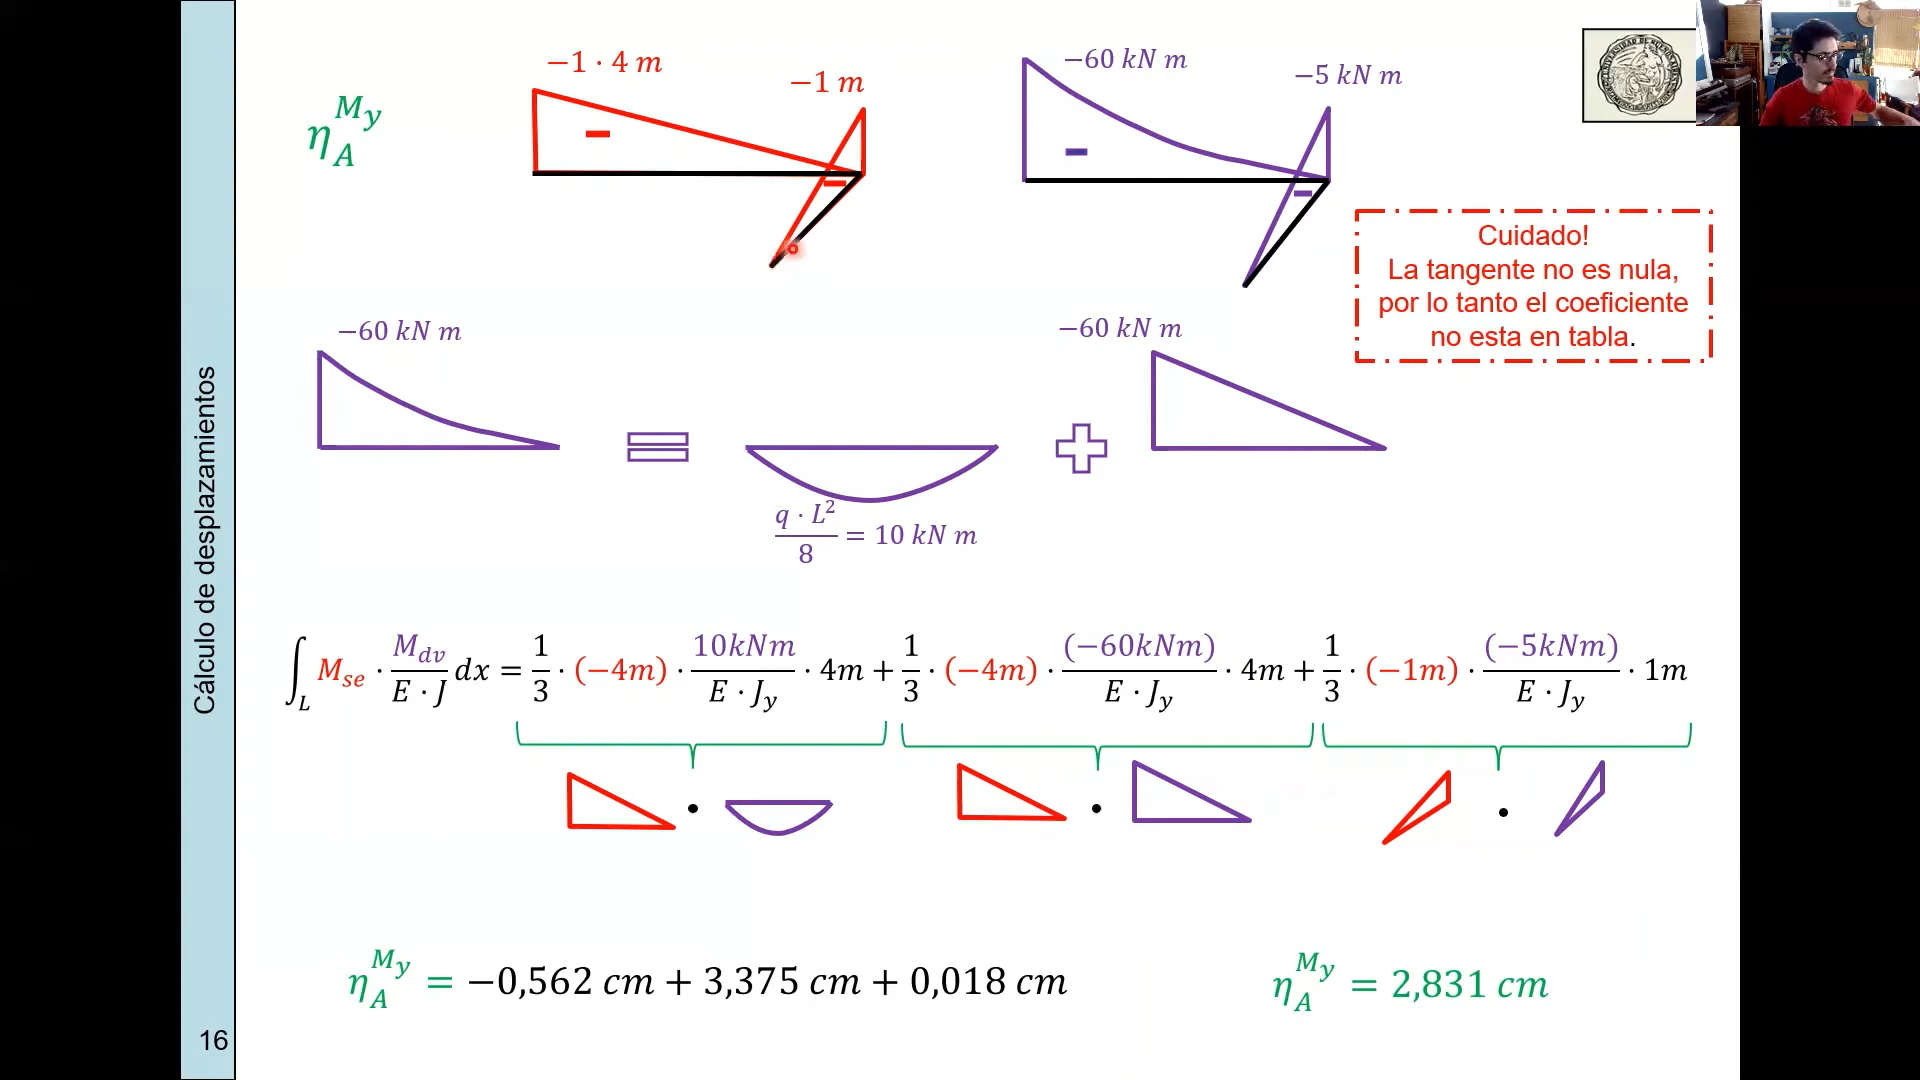 Cálculo de desplazamientos
16
η_A^{M_y}
−1 · 4 m
−1 m
−60 kN m
−5 kN m
Cuidado!
La tangente no es nula,
por lo tanto el coeficiente
no esta en tabla.
−60 kN m
q · L² / 8 = 10 kN m
−60 kN m
∫_L M_se · M_dv / (E · J) dx = 1/3 · (−4m) · 10kNm / (E · J_y) · 4m + 1/3 · (−4m) · (−60kNm) / (E · J_y) · 4m + 1/3 · (−1m) · (−5kNm) / (E · J_y) · 1m
η_A^{M_y} = −0,562 cm + 3,375 cm + 0,018 cm
η_A^{M_y} = 2,831 cm